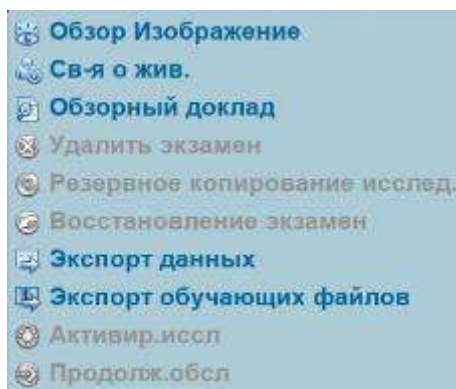 Обзор Изображение
Св-я о жив.
Обзорный доклад
Удалить экзамен
Резервное копирование исслед.
Восстановление экзамен
Экспорт данных
Экспорт обучающих файлов
Активир.иссл
Продолж.обсл